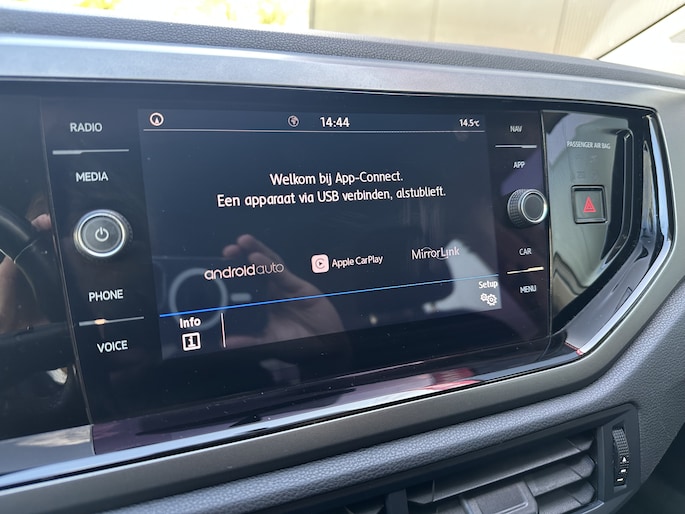 RADIO
MEDIA
PHONE
VOICE
14:44
14.5°C
Welkom bij App-Connect.
Een apparaat via USB verbinden, alstublieft.
androidauto
Apple CarPlay
MirrorLink
Setup
Info
NAV
APP
CAR
MENU
PASSENGER AIR BAG